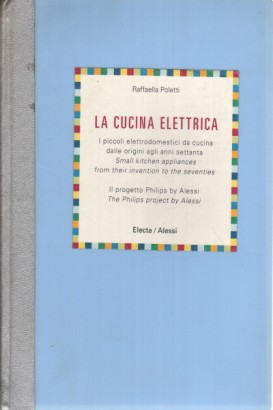 Raffaella Poletti
LA CUCINA ELETTRICA
I piccoli elettrodomestici da cucina
dalle origini agli anni settanta
Small kitchen appliances
from their invention to the seventies
Il progetto Philips by Alessi
The Philips project by Alessi
Electa / Alessi